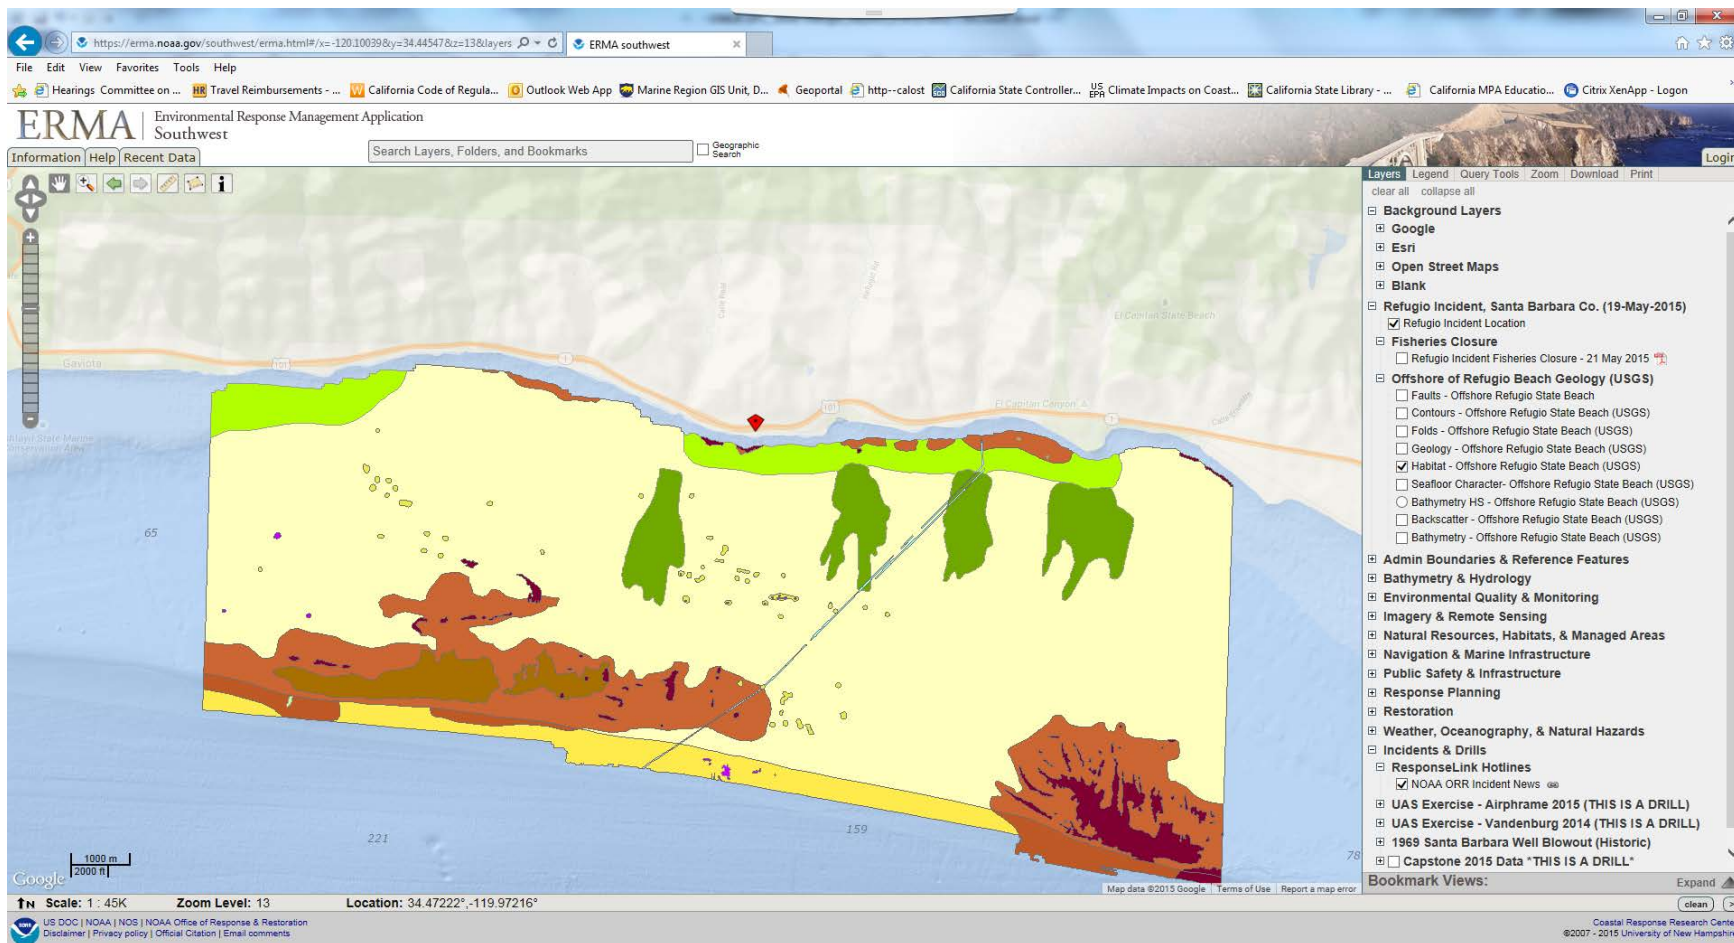 https://erma.noaa.gov/southwest/erma.html#/x=-120.10039&y=34.44547&z=13&layers
ERMA southwest
File Edit View Favorites Tools Help
Hearings Committee on ... HR Travel Reimbursements - ... W California Code of Regula... Outlook Web App Marine Region GIS Unit, D... Geoportal http--calost SOS California State Controller... US EPA Climate Impacts on Coast... California State Library - ... California MPA Educatio... Citrix XenApp - Logon
ERMA Environmental Response Management Application
Southwest
Search Layers, Folders, and Bookmarks
Geographic
Search
Information Help Recent Data
Login
Layers Legend Query Tools Zoom Download Print
clear all collapse all
Background Layers
Google
Esri
Open Street Maps
Blank
Refugio Incident, Santa Barbara Co. (19-May-2015)
Refugio Incident Location
Fisheries Closure
Refugio Incident Fisheries Closure - 21 May 2015
Offshore of Refugio Beach Geology (USGS)
Faults - Offshore Refugio State Beach
Contours - Offshore Refugio State Beach (USGS)
Folds - Offshore Refugio State Beach (USGS)
Geology - Offshore Refugio State Beach (USGS)
Habitat - Offshore Refugio State Beach (USGS)
Seafloor Character- Offshore Refugio State Beach (USGS)
Bathymetry HS - Offshore Refugio State Beach (USGS)
Backscatter - Offshore Refugio State Beach (USGS)
Bathymetry - Offshore Refugio State Beach (USGS)
Admin Boundaries & Reference Features
Bathymetry & Hydrology
Environmental Quality & Monitoring
Imagery & Remote Sensing
Natural Resources, Habitats, & Managed Areas
Navigation & Marine Infrastructure
Public Safety & Infrastructure
Response Planning
Restoration
Weather, Oceanography, & Natural Hazards
Incidents & Drills
ResponseLink Hotlines
NOAA ORR Incident News
UAS Exercise - Airphrame 2015 (THIS IS A DRILL)
UAS Exercise - Vandenburg 2014 (THIS IS A DRILL)
1969 Santa Barbara Well Blowout (Historic)
Capstone 2015 Data *THIS IS A DRILL*
Bookmark Views: Expand
clean
Refugio Rd
El Capitan State Beach
Gaviota
101
1
101
El Capitan Canyon
1
65
221
159
78
1000 m
2000 ft
Google
Map data ©2015 Google Terms of Use Report a map error
N Scale: 1 : 45K Zoom Level: 13 Location: 34.47222°,-119.97216°
US DOC | NOAA | NOS | NOAA Office of Response & Restoration
Disclaimer | Privacy policy | Official Citation | Email comments
Coastal Response Research Cente
©2007 - 2015 University of New Hampshir